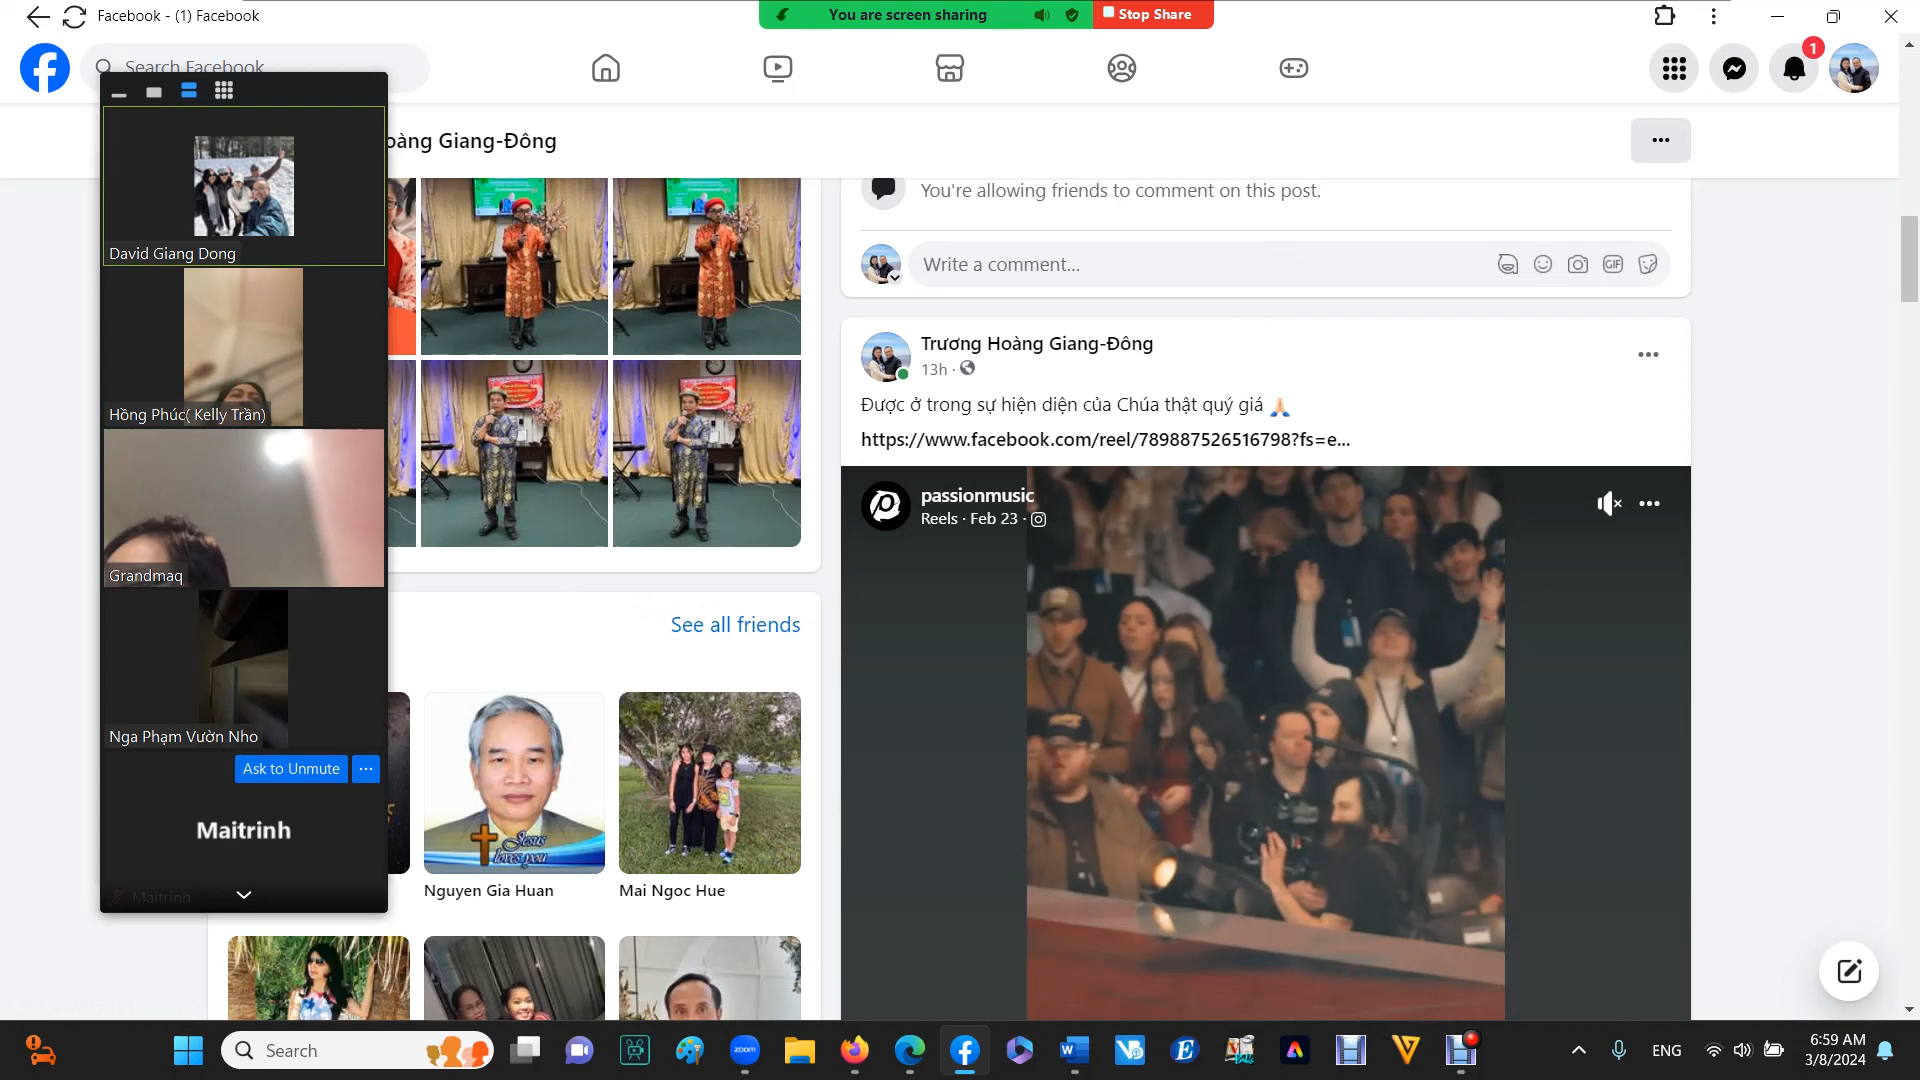 Facebook - (1) Facebook
You are screen sharing
Stop Share
Search Facebook
1
David Giang Dong
Hồng Phúc( Kelly Trần)
Grandmaq
Nga Phạm Vườn Nho
Ask to Unmute
Maitrinh
Maitrinh
oàng Giang-Đông
See all friends
Jesus
loves you
Nguyen Gia Huan
Mai Ngoc Hue
You're allowing friends to comment on this post.
Write a comment...
GIF
Trương Hoàng Giang-Đông
13h ·
Được ở trong sự hiện diện của Chúa thật quý giá 🙏🏻
https://www.facebook.com/reel/789887526516798?fs=e...
passionmusic
Reels · Feb 23 ·
Search
zoom
ENG
6:59 AM
3/8/2024